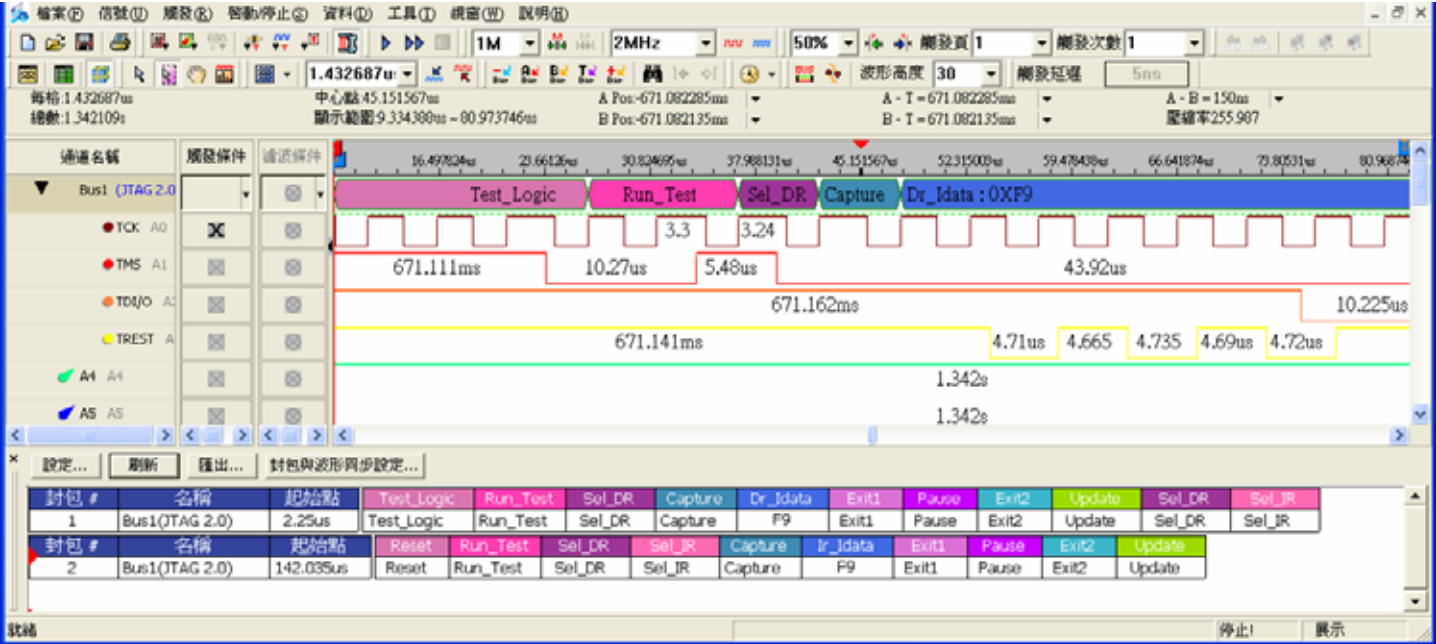 檔案(F) 信號(U) 觸發(R) 啓動/停止(S) 資料(D) 工具(T) 視窗(W) 說明(H)
1M 2MHz 50% 觸發頁 1 觸發次數 1
1.432687u: Bar Bar Bar Bar 波形高度 30 觸發延遲 5ns
每格:1.432687us 中心點:45.151567us A Pos:-671.082285ms A - T = 671.082285ms A - B = 150ns
總數:1.342109s 顯示範圍:9.334388us ~ 80.973746us B Pos:-671.082135ms B - T = 671.082135ms 壓縮率255.987
通道名稱 觸發條件 濾波條件 16.497824us 23.66126us 30.824695us 37.988131us 45.151567us 52.315003us 59.478438us 66.641874us 73.80531us 80.96874
Bus1 (JTAG 2.0 Test_Logic Run_Test Sel_DR Capture Dr_Idata : 0XF9
TCK A0 3.3 3.24
TMS A1 671.111ms 10.27us 5.48us 43.92us
TDI/O A2 671.162ms 10.225us
TREST A 671.141ms 4.71us 4.665 4.735 4.69us 4.72us
A4 A4 1.342s
A5 A5 1.342s
設定... 刷新 匯出... 封包與波形同步設定...
封包 # 名稱 起始點 Test_Logic Run_Test Sel_DR Capture Dr_Idata Exit1 Pause Exit2 Update Sel_DR Sel_IR
1 Bus1(JTAG 2.0) 2.25us Test_Logic Run_Test Sel_DR Capture F9 Exit1 Pause Exit2 Update Sel_DR Sel_IR
封包 # 名稱 起始點 Reset Run_Test Sel_DR Sel_IR Capture Ir_Idata Exit1 Pause Exit2 Update
2 Bus1(JTAG 2.0) 142.035us Reset Run_Test Sel_DR Sel_IR Capture F9 Exit1 Pause Exit2 Update
就緒 停止! 展示